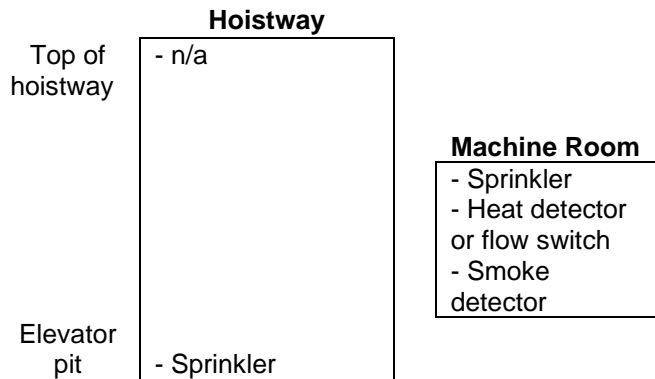 Hoistway
Top of
hoistway
- n/a
Machine Room
- Sprinkler
- Heat detector
or flow switch
- Smoke
detector
Elevator
pit
- Sprinkler